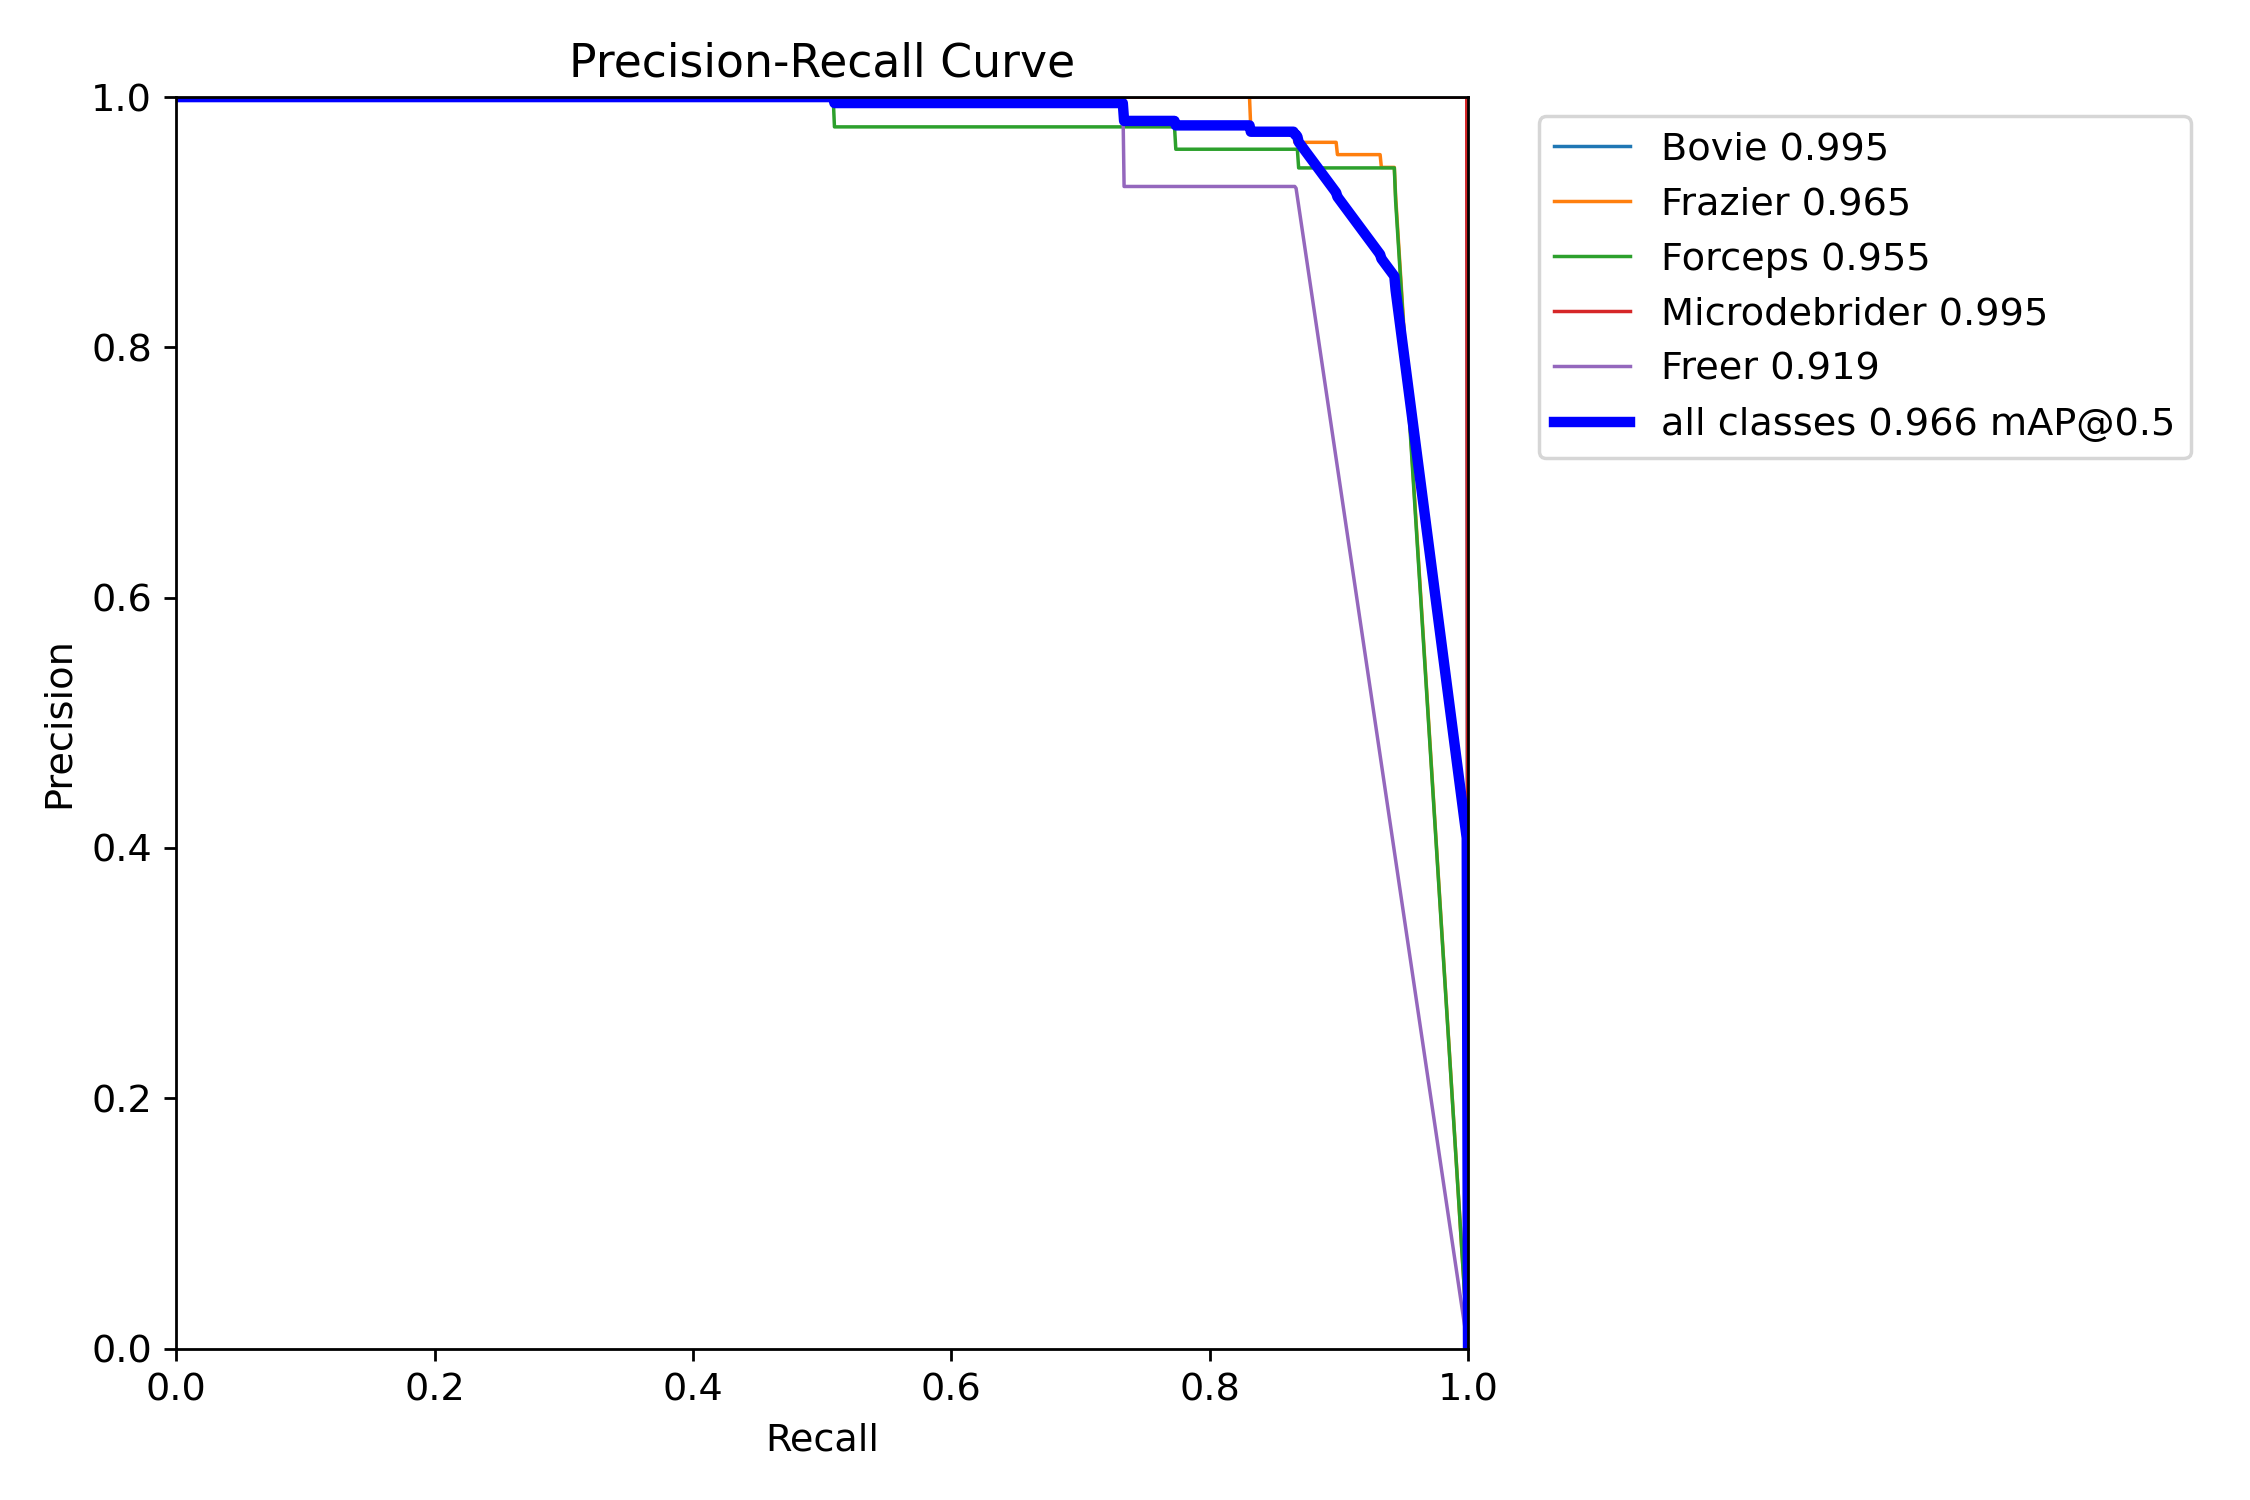 Precision-Recall Curve
1.0
0.8
0.6
0.4
0.2
0.0
Precision
0.0 0.2 0.4 0.6 0.8 1.0
Recall
Bovie 0.995
Frazier 0.965
Forceps 0.955
Microdebrider 0.995
Freer 0.919
all classes 0.966 mAP@0.5